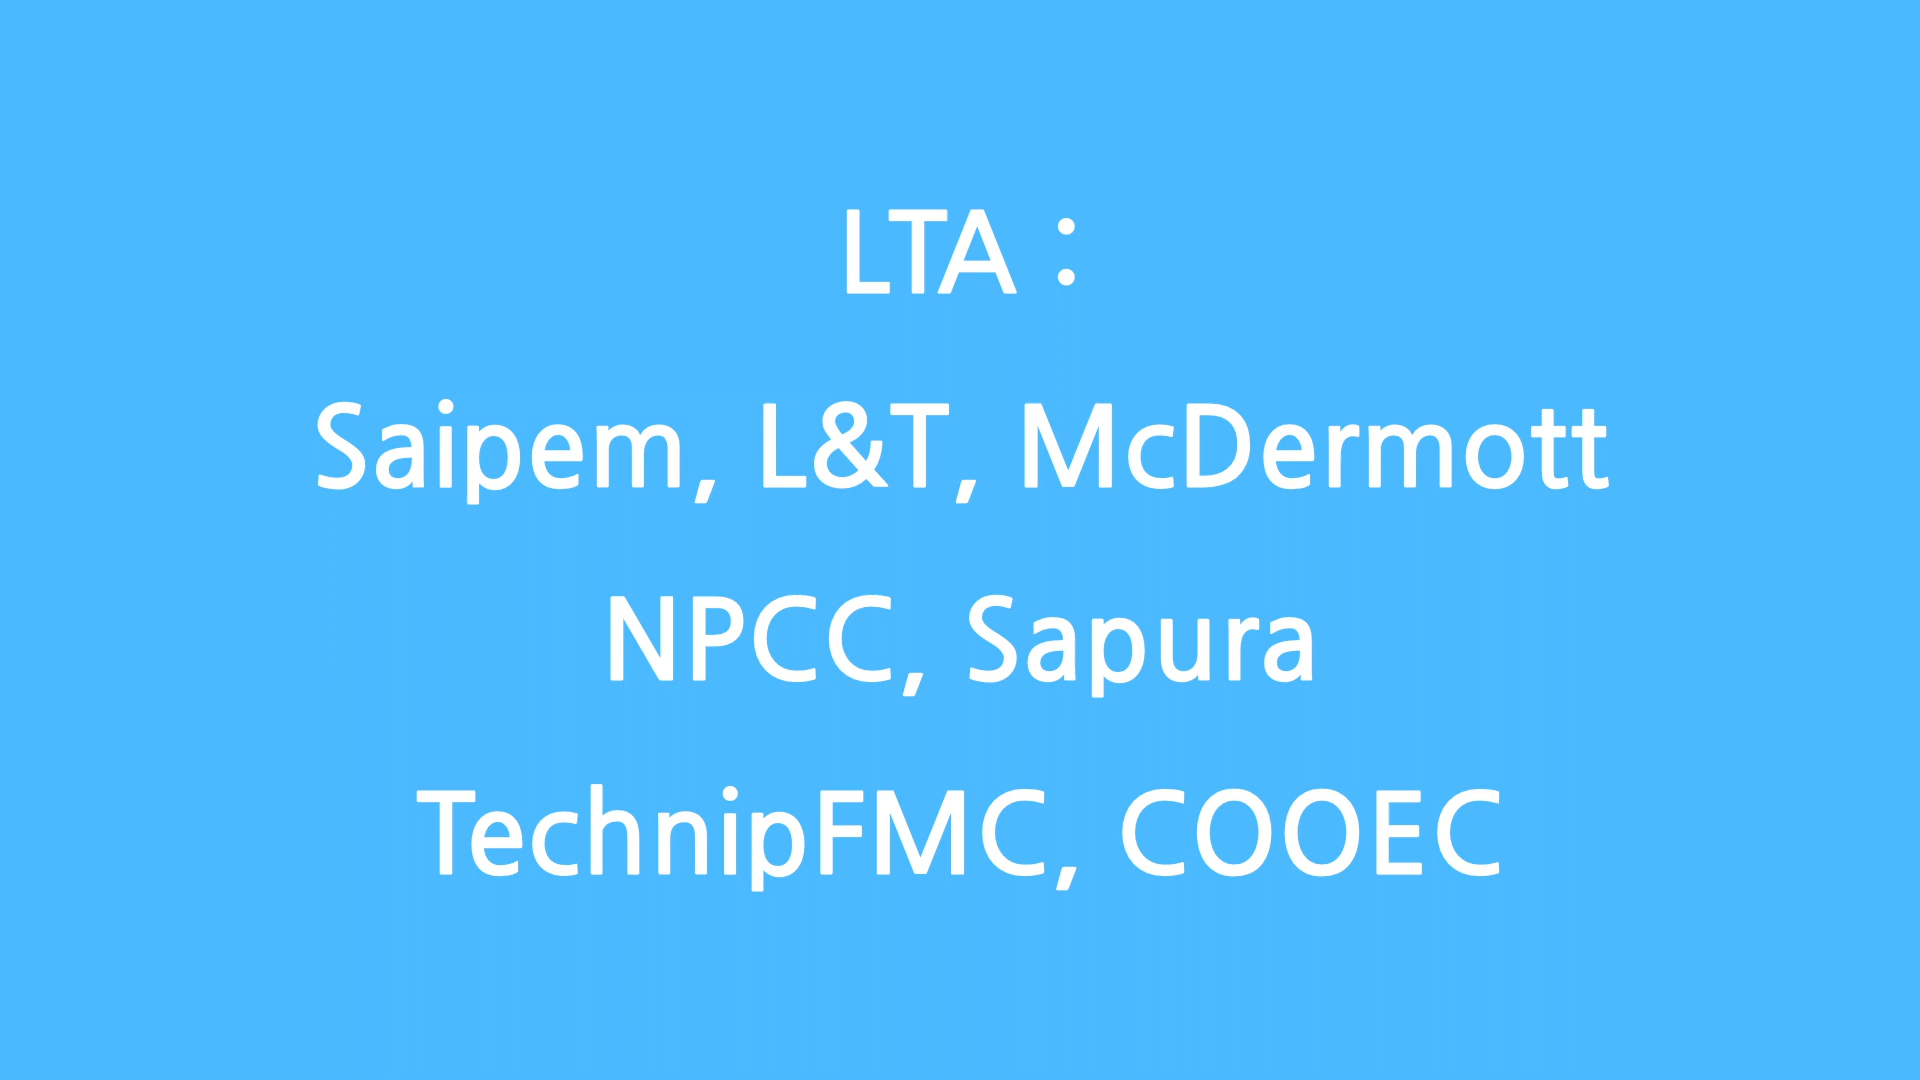 LTA :
Saipem, L&T, McDermott
NPCC, Sapura
TechnipFMC, COOEC